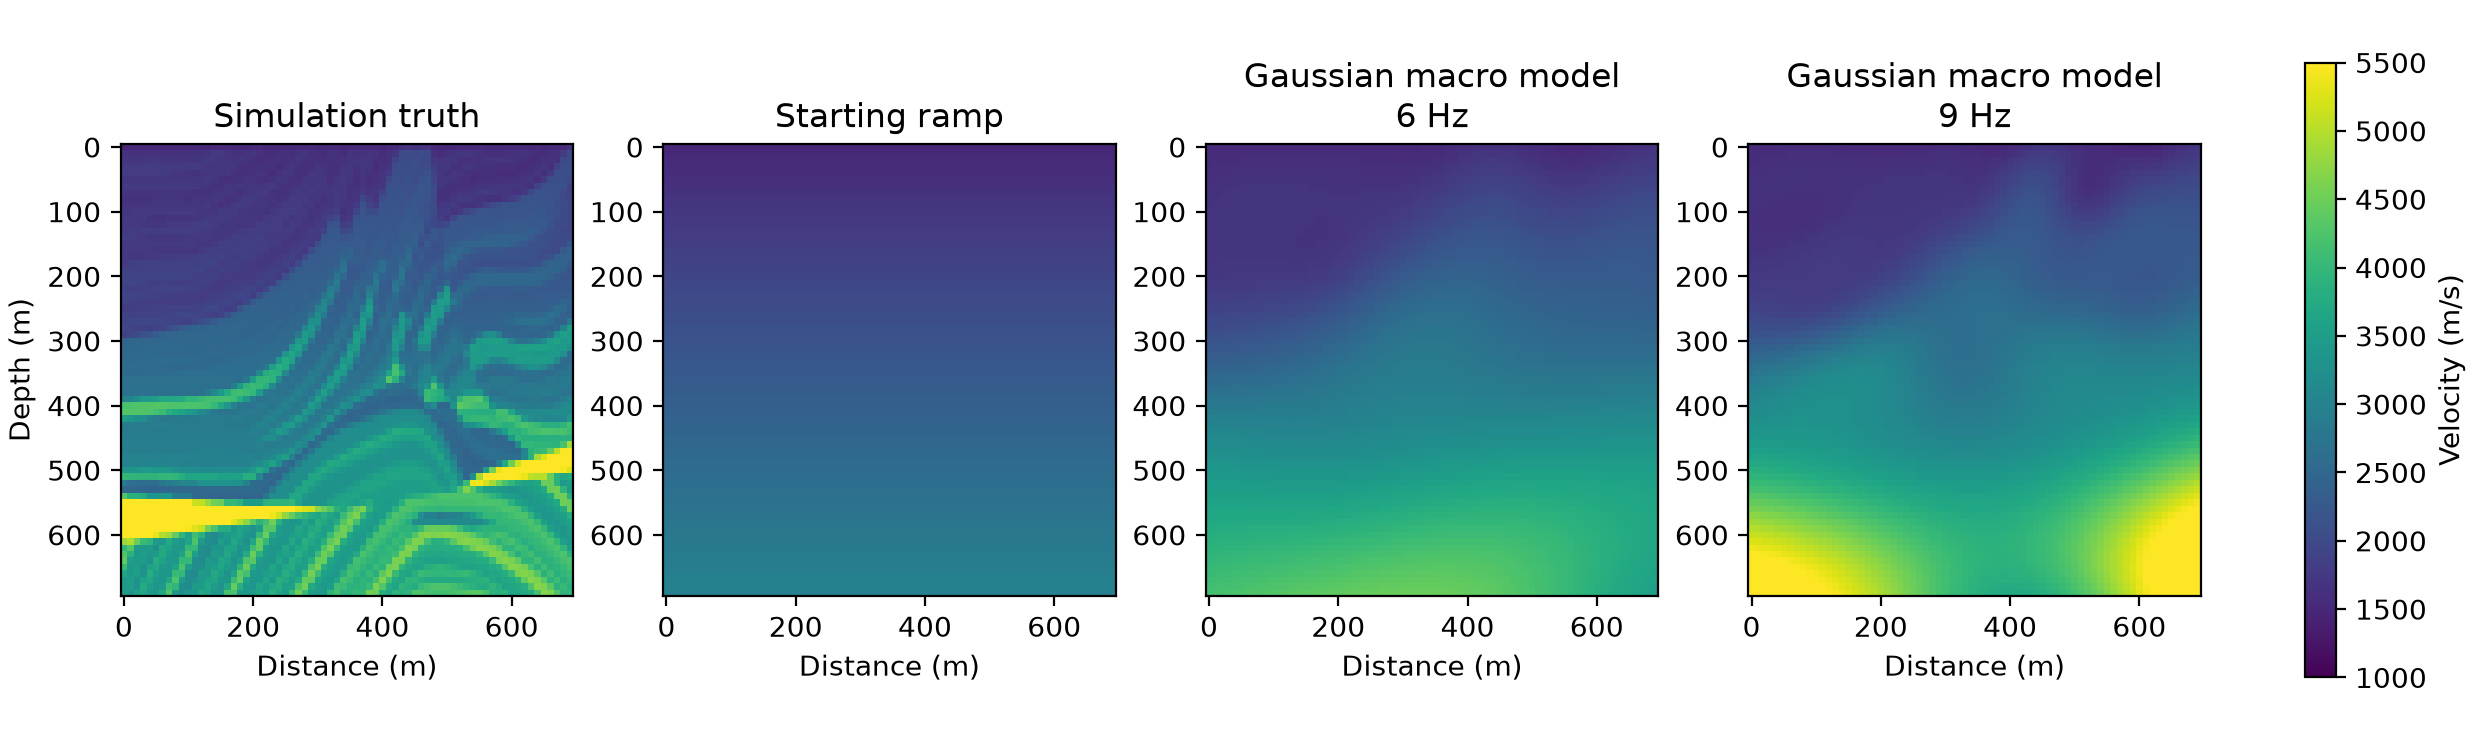 Simulation truth
Starting ramp
Gaussian macro model
6 Hz
Gaussian macro model
9 Hz
Depth (m)
0
100
200
300
400
500
600
0 200 400 600
Distance (m)
0
100
200
300
400
500
600
0 200 400 600
Distance (m)
0
100
200
300
400
500
600
0 200 400 600
Distance (m)
0
100
200
300
400
500
600
0 200 400 600
Distance (m)
5500
5000
4500
4000
3500
3000
2500
2000
1500
1000
Velocity (m/s)